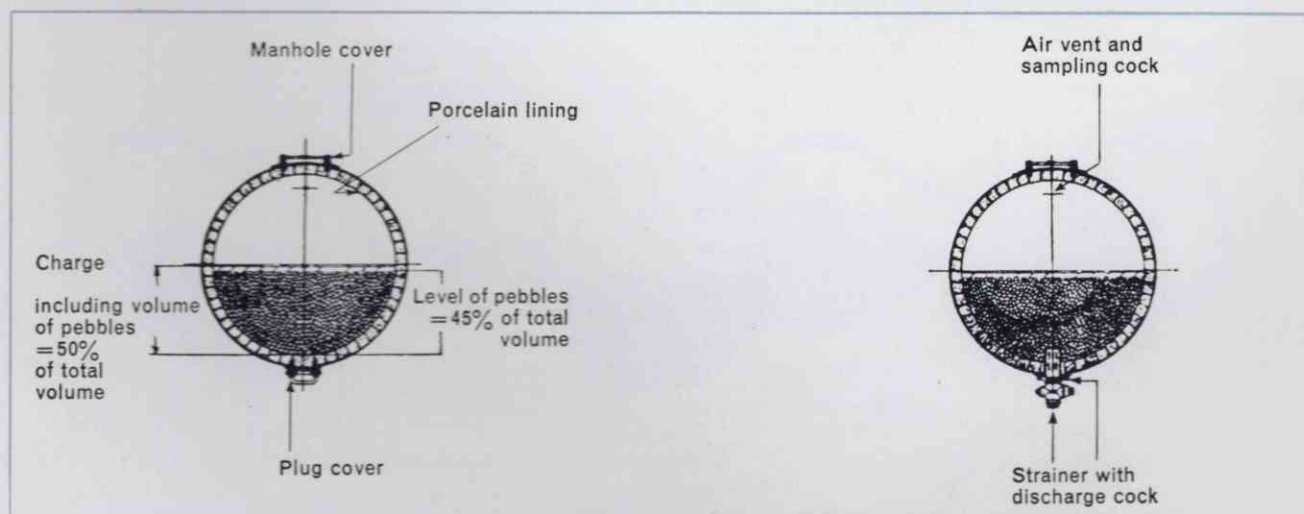 Manhole cover
Porcelain lining
Charge
including volume
of pebbles
=50%
of total
volume
Level of pebbles
=45% of total
volume
Plug cover
Air vent and
sampling cock
Strainer with
discharge cock